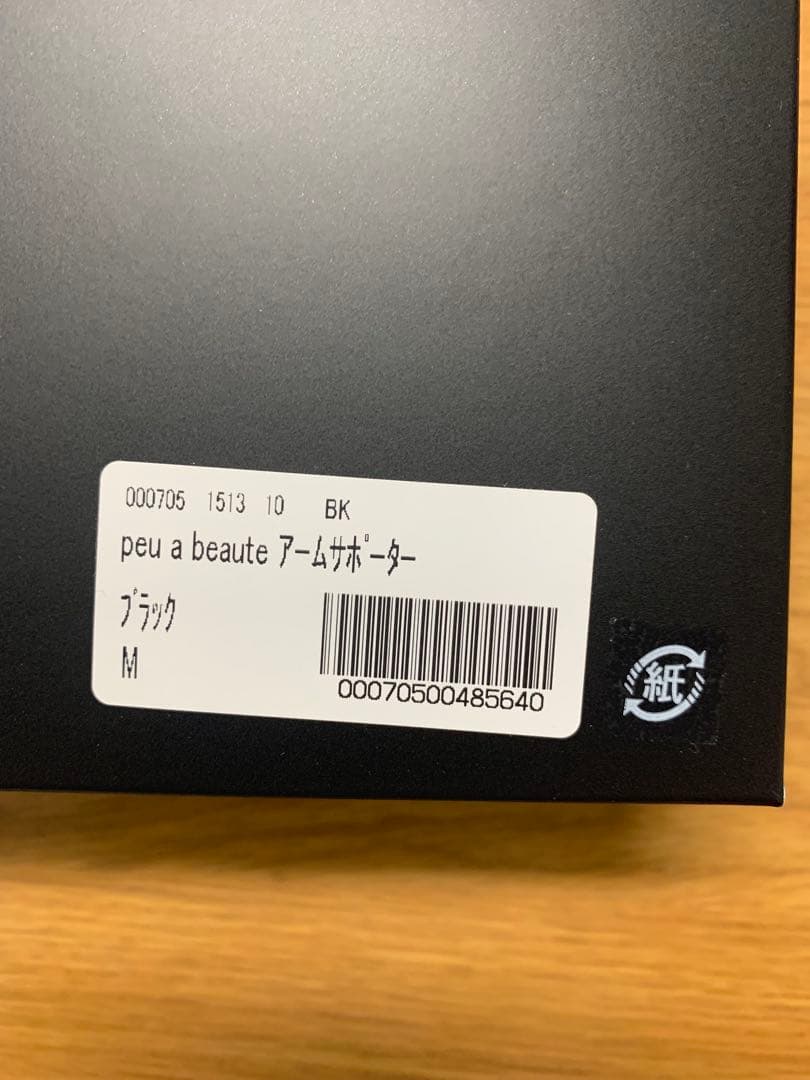 000705 1513 10 BK
peu a beaute ｱｰﾑｻﾎﾟｰﾀｰ
ﾌﾞﾗｯｸ
M
00070500485640
紙